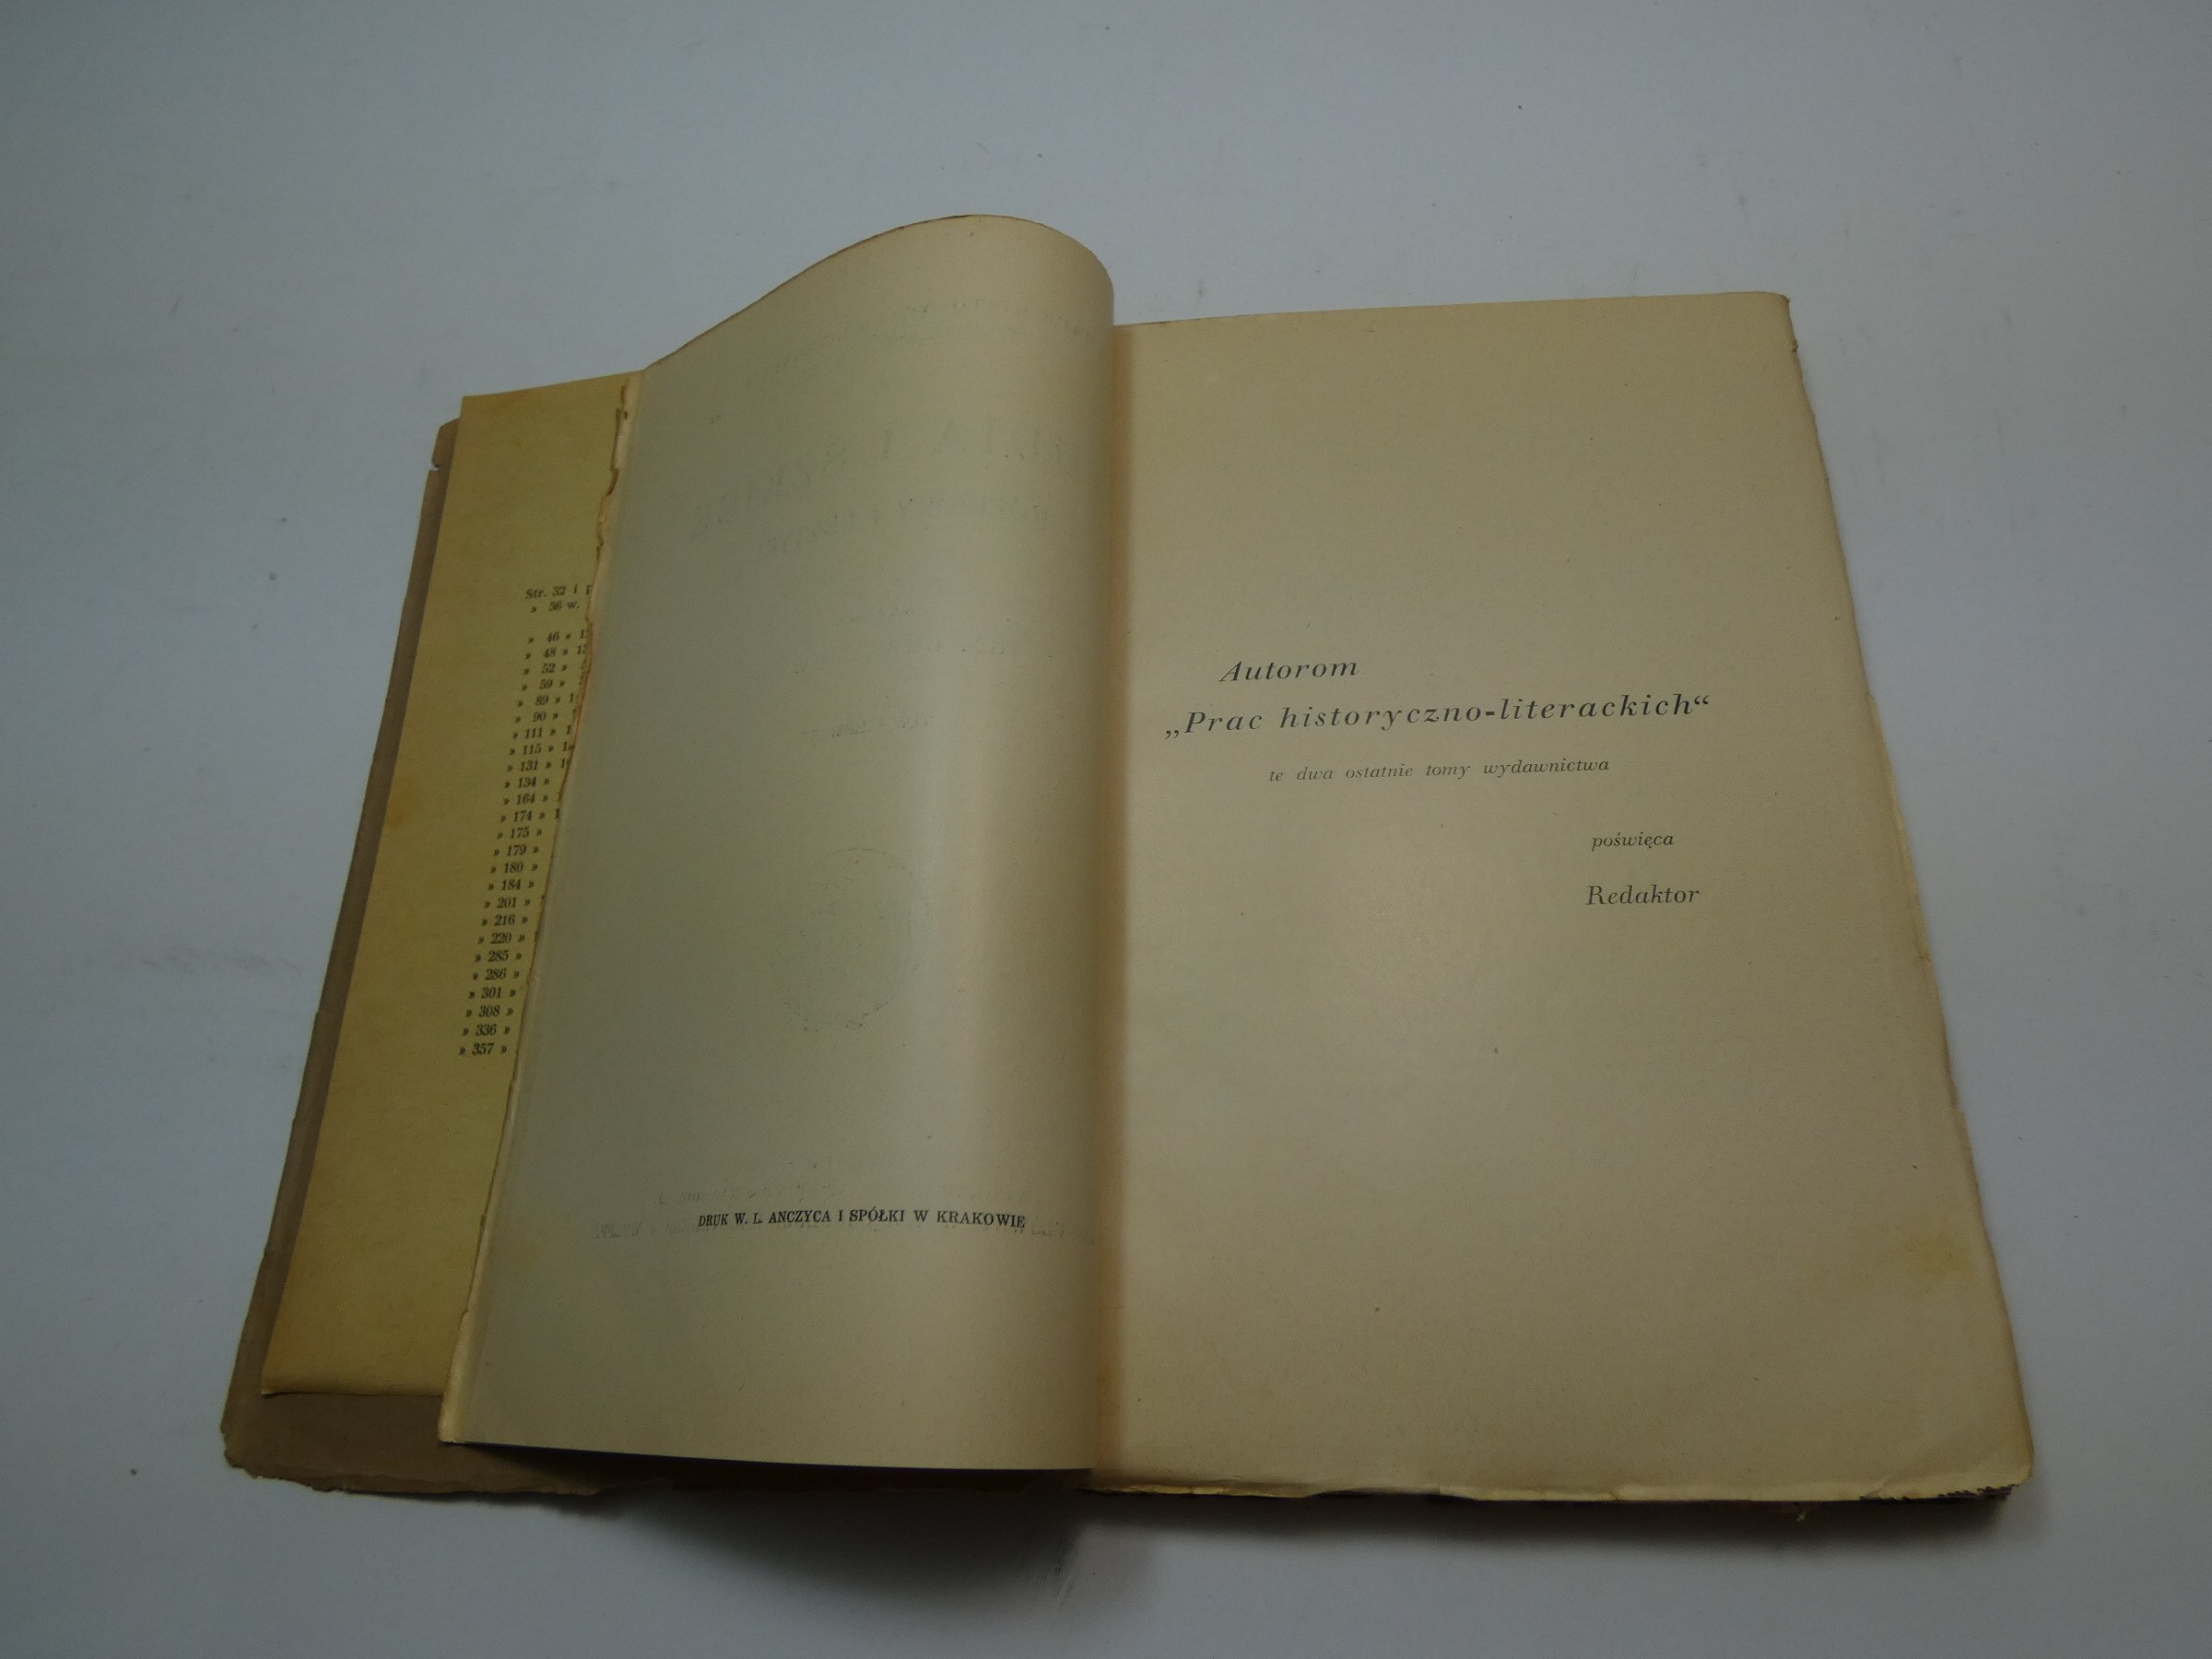 Str. 32 i
» 36 w.
» 46 »
» 48 »
» 52 »
» 59 »
» 89 »
» 90 »
» 111 »
» 115 »
» 131 »
» 134 »
» 164 »
» 174 »
» 175 »
» 179 »
» 180 »
» 184 »
» 201 »
» 216 »
» 220 »
» 285 »
» 286 »
» 301 »
» 308 »
» 336 »
» 357 »
DRUK W. L. ANCZYCA I SPÓŁKI W KRAKOWIE
Autorom
„Prac historyczno-literackich“
te dwa ostatnie tomy wydawnictwa
poświęca
Redaktor